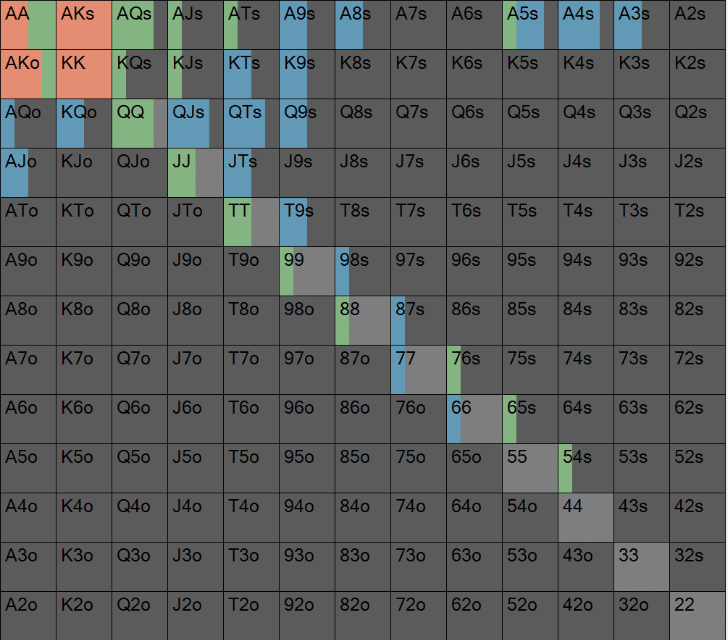 AA AKs AQs AJs ATs A9s A8s A7s A6s A5s A4s A3s A2s
AKo KK KQs KJs KTs K9s K8s K7s K6s K5s K4s K3s K2s
AQo KQo QQ QJs QTs Q9s Q8s Q7s Q6s Q5s Q4s Q3s Q2s
AJo KJo QJo JJ JTs J9s J8s J7s J6s J5s J4s J3s J2s
ATo KTo QTo JTo TT T9s T8s T7s T6s T5s T4s T3s T2s
A9o K9o Q9o J9o T9o 99 98s 97s 96s 95s 94s 93s 92s
A8o K8o Q8o J8o T8o 98o 88 87s 86s 85s 84s 83s 82s
A7o K7o Q7o J7o T7o 97o 87o 77 76s 75s 74s 73s 72s
A6o K6o Q6o J6o T6o 96o 86o 76o 66 65s 64s 63s 62s
A5o K5o Q5o J5o T5o 95o 85o 75o 65o 55 54s 53s 52s
A4o K4o Q4o J4o T4o 94o 84o 74o 64o 54o 44 43s 42s
A3o K3o Q3o J3o T3o 93o 83o 73o 63o 53o 43o 33 32s
A2o K2o Q2o J2o T2o 92o 82o 72o 62o 52o 42o 32o 22